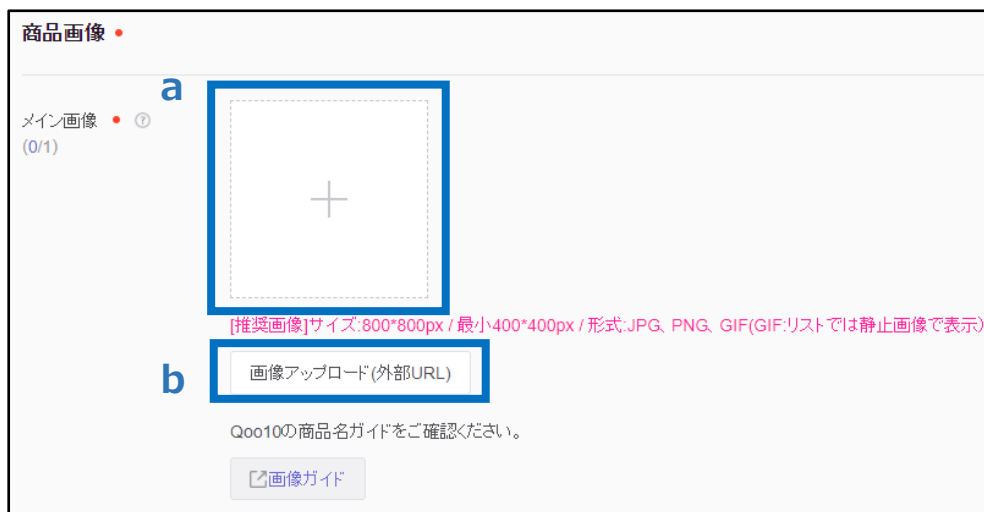 商品画像
a
メイン画像
(0/1)
[推奨画像]サイズ:800*800px / 最小400*400px / 形式:JPG、PNG、GIF(GIF:リストでは静止画像で表示)
b
画像アップロード(外部URL)
Qoo10の商品名ガイドをご確認ください。
画像ガイド